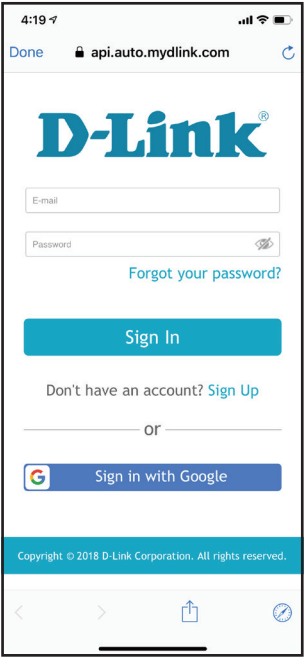 4:19
Done api.auto.mydlink.com
D-Link®
E-mail
Password
Forgot your password?
Sign In
Don't have an account? Sign Up
or
G Sign in with Google
Copyright © 2018 D-Link Corporation. All rights reserved.